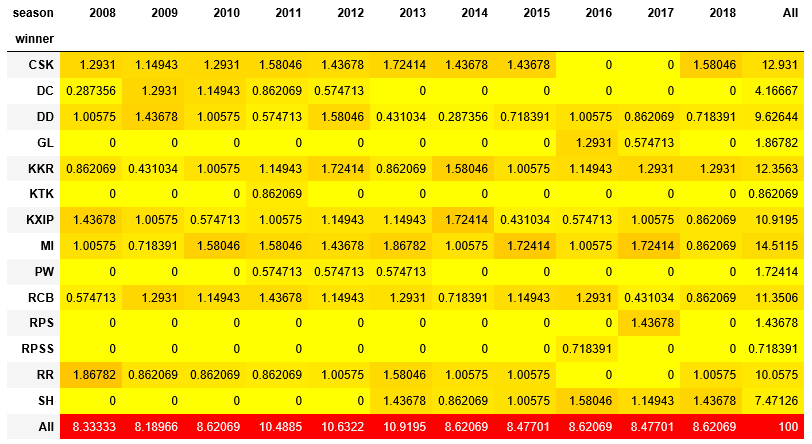 season 2008 2009 2010 2011 2012 2013 2014 2015 2016 2017 2018 All
winner
CSK 1.2931 1.14943 1.2931 1.58046 1.43678 1.72414 1.43678 1.43678 0 0 1.58046 12.931
DC 0.287356 1.2931 1.14943 0.862069 0.574713 0 0 0 0 0 0 4.16667
DD 1.00575 1.43678 1.00575 0.574713 1.58046 0.431034 0.287356 0.718391 1.00575 0.862069 0.718391 9.62644
GL 0 0 0 0 0 0 0 0 1.2931 0.574713 0 1.86782
KKR 0.862069 0.431034 1.00575 1.14943 1.72414 0.862069 1.58046 1.00575 1.14943 1.2931 1.2931 12.3563
KTK 0 0 0 0.862069 0 0 0 0 0 0 0 0.862069
KXIP 1.43678 1.00575 0.574713 1.00575 1.14943 1.14943 1.72414 0.431034 0.574713 1.00575 0.862069 10.9195
MI 1.00575 0.718391 1.58046 1.58046 1.43678 1.86782 1.00575 1.72414 1.00575 1.72414 0.862069 14.5115
PW 0 0 0 0.574713 0.574713 0.574713 0 0 0 0 0 1.72414
RCB 0.574713 1.2931 1.14943 1.43678 1.14943 1.2931 0.718391 1.14943 1.2931 0.431034 0.862069 11.3506
RPS 0 0 0 0 0 0 0 0 0 1.43678 0 1.43678
RPSS 0 0 0 0 0 0 0 0 0.718391 0 0 0.718391
RR 1.86782 0.862069 0.862069 0.862069 1.00575 1.58046 1.00575 1.00575 0 0 1.00575 10.0575
SH 0 0 0 0 0 1.43678 0.862069 1.00575 1.58046 1.14943 1.43678 7.47126
All 8.33333 8.18966 8.62069 10.4885 10.6322 10.9195 8.62069 8.47701 8.62069 8.47701 8.62069 100